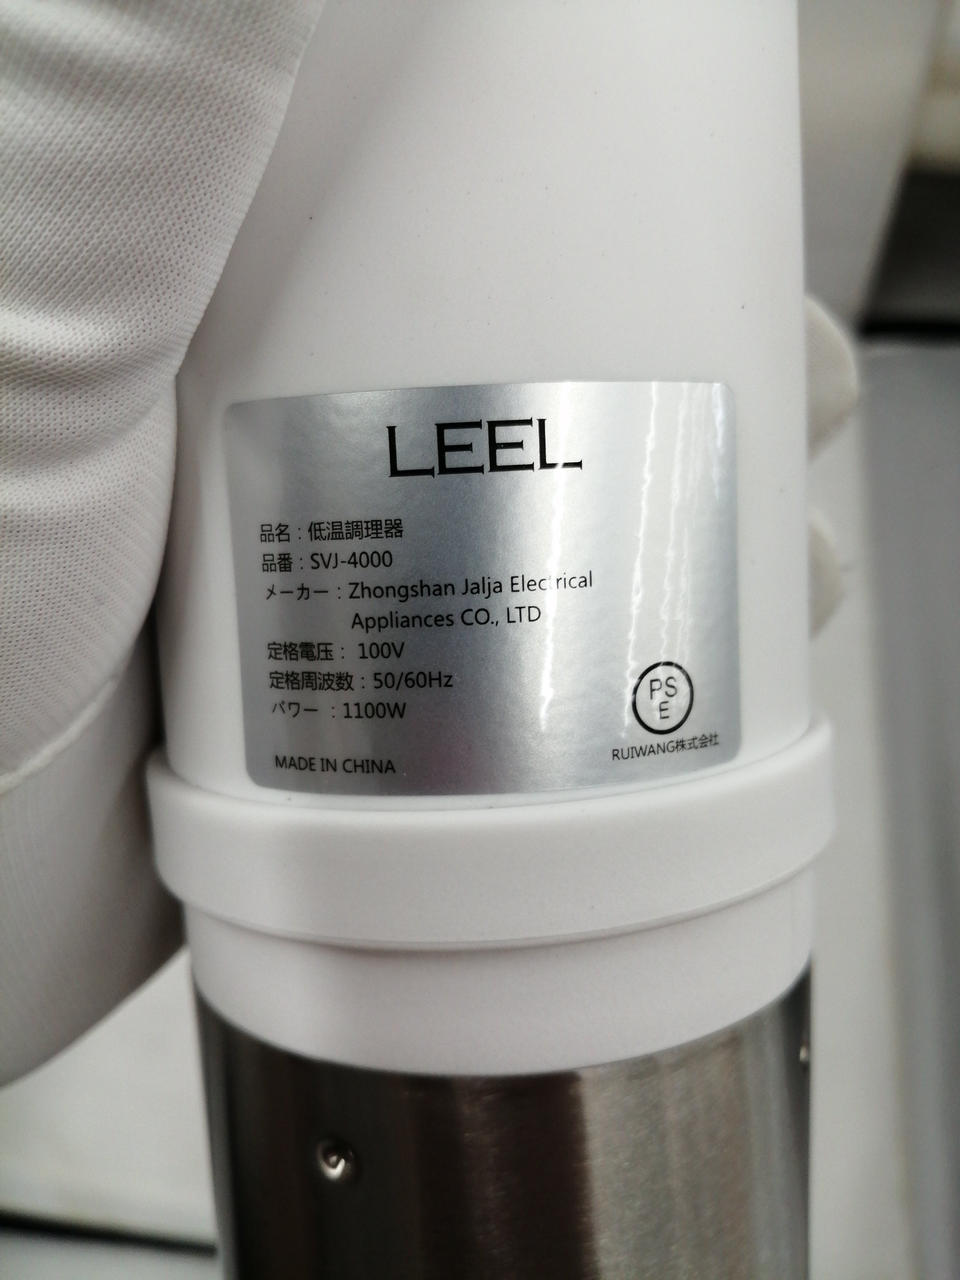 LEEL
品名：低温調理器
品番：SVJ-4000
メーカー：Zhongshan Jalja Electrical
Appliances CO., LTD
定格電圧： 100V
定格周波数：50/60Hz
パワー ：1100W
PS
E
RUIWANG株式会社
MADE IN CHINA